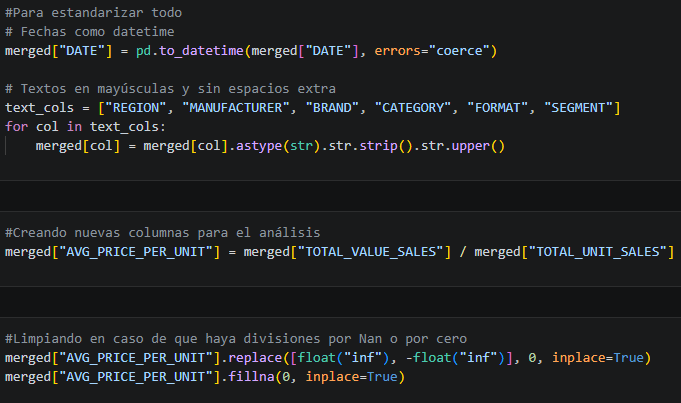 #Para estandarizar todo
# Fechas como datetime
merged["DATE"] = pd.to_datetime(merged["DATE"], errors="coerce")
# Textos en mayúsculas y sin espacios extra
text_cols = ["REGION", "MANUFACTURER", "BRAND", "CATEGORY", "FORMAT", "SEGMENT"]
for col in text_cols:
    merged[col] = merged[col].astype(str).str.strip().str.upper()
#Creando nuevas columnas para el análisis
merged["AVG_PRICE_PER_UNIT"] = merged["TOTAL_VALUE_SALES"] / merged["TOTAL_UNIT_SALES"]
#Limpiando en caso de que haya divisiones por Nan o por cero
merged["AVG_PRICE_PER_UNIT"].replace([float("inf"), -float("inf")], 0, inplace=True)
merged["AVG_PRICE_PER_UNIT"].fillna(0, inplace=True)